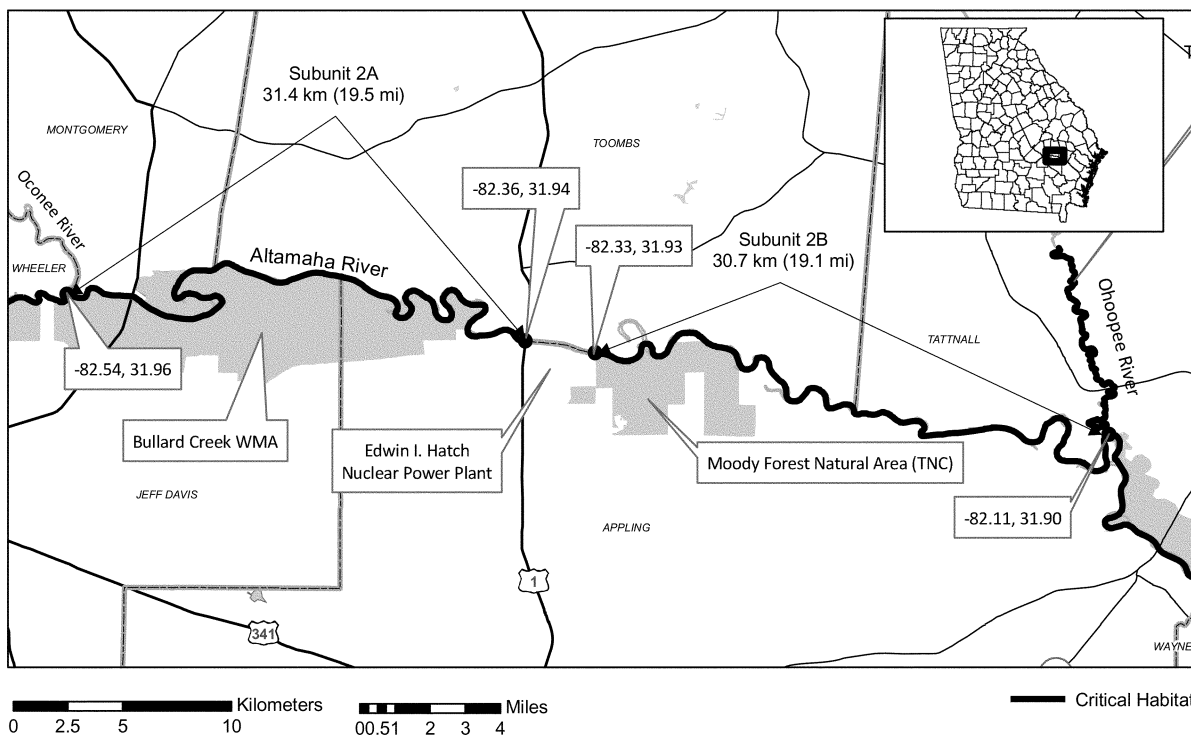 Subunit 2A
31.4 km (19.5 mi)
MONTGOMERY
TOOMBS
T
Oconee River
-82.36, 31.94
-82.33, 31.93
Subunit 2B
30.7 km (19.1 mi)
WHEELER
Altamaha River
Ohoopee River
TATTNALL
-82.54, 31.96
Bullard Creek WMA
Edwin I. Hatch
Nuclear Power Plant
Moody Forest Natural Area (TNC)
JEFF DAVIS
-82.11, 31.90
APPLING
1
341
WAYNE
Kilometers
0 2.5 5 10
Miles
0 0.5 1 2 3 4
Critical Habita